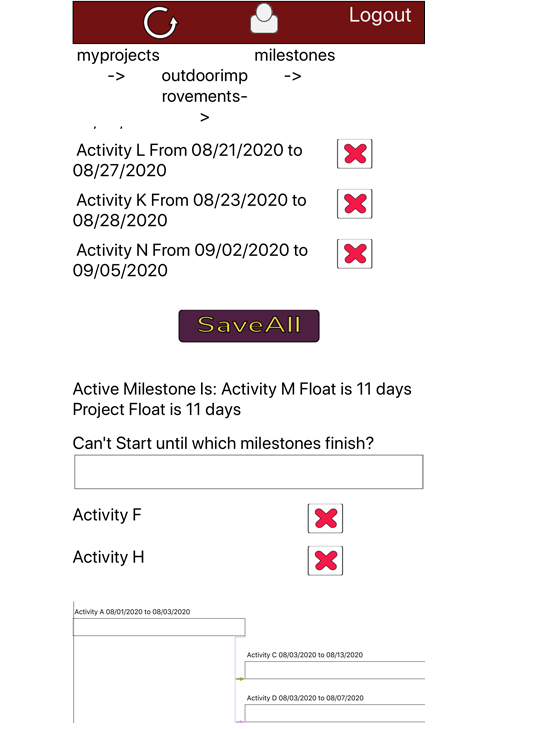 Logout
myprojects
->
outdoorimp
rovements-
>
milestones
->
Activity L From 08/21/2020 to
08/27/2020
Activity K From 08/23/2020 to
08/28/2020
Activity N From 09/02/2020 to
09/05/2020
SaveAll
Active Milestone Is: Activity M Float is 11 days
Project Float is 11 days
Can't Start until which milestones finish?
Activity F
Activity H
Activity A 08/01/2020 to 08/03/2020
Activity C 08/03/2020 to 08/13/2020
Activity D 08/03/2020 to 08/07/2020